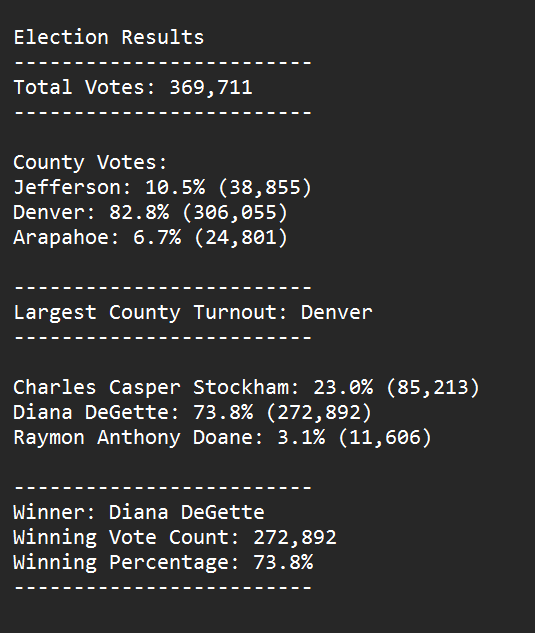 Election Results
-------------------------
Total Votes: 369,711
-------------------------
County Votes:
Jefferson: 10.5% (38,855)
Denver: 82.8% (306,055)
Arapahoe: 6.7% (24,801)
-------------------------
Largest County Turnout: Denver
-------------------------
Charles Casper Stockham: 23.0% (85,213)
Diana DeGette: 73.8% (272,892)
Raymon Anthony Doane: 3.1% (11,606)
-------------------------
Winner: Diana DeGette
Winning Vote Count: 272,892
Winning Percentage: 73.8%
-------------------------